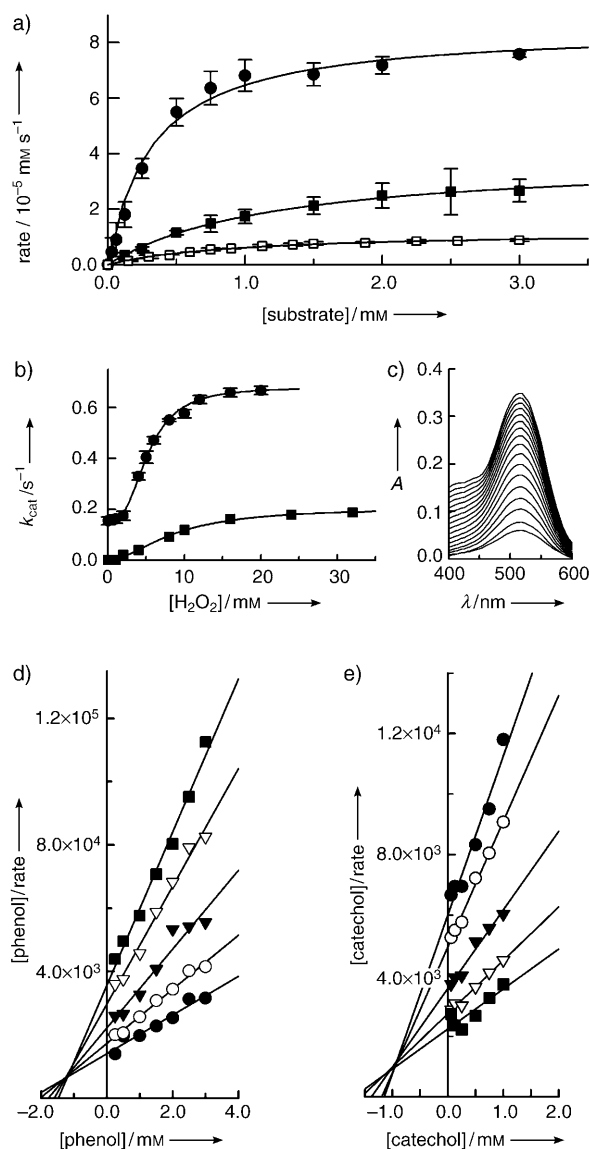 a)
8
6
4
2
0.0
rate / 10⁻⁵ mM s⁻¹
0.0 1.0 2.0 3.0
[substrate]/mM
b)
0.6
0.4
0.2
0.0
k_cat /s⁻¹
0 10 20 30
[H₂O₂]/mM
c)
0.4
0.3
0.2
0.1
0.0
A
400 500 600
λ/nm
d)
1.2×10⁵
8.0×10⁴
4.0×10³
[phenol]/rate
−2.0 0.0 2.0 4.0
[phenol]/mM
e)
1.2×10⁴
8.0×10³
4.0×10³
[catechol]/rate
−1.0 0.0 1.0 2.0
[catechol]/mM